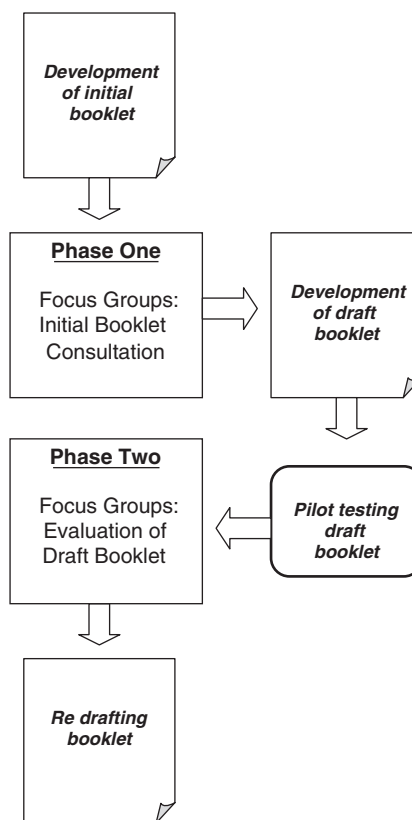 Development
of initial
booklet
Phase One
Focus Groups:
Initial Booklet
Consultation
Development
of draft
booklet
Pilot testing
draft
booklet
Phase Two
Focus Groups:
Evaluation of
Draft Booklet
Re drafting
booklet